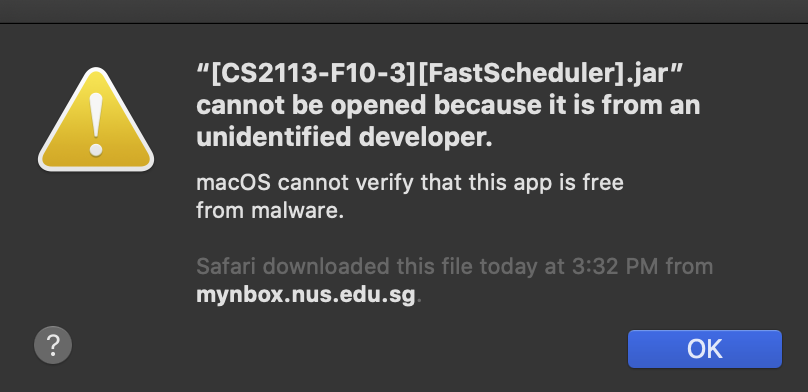 “[CS2113-F10-3][FastScheduler].jar”
cannot be opened because it is from an
unidentified developer.
macOS cannot verify that this app is free
from malware.
Safari downloaded this file today at 3:32 PM from
mynbox.nus.edu.sg.
?
OK